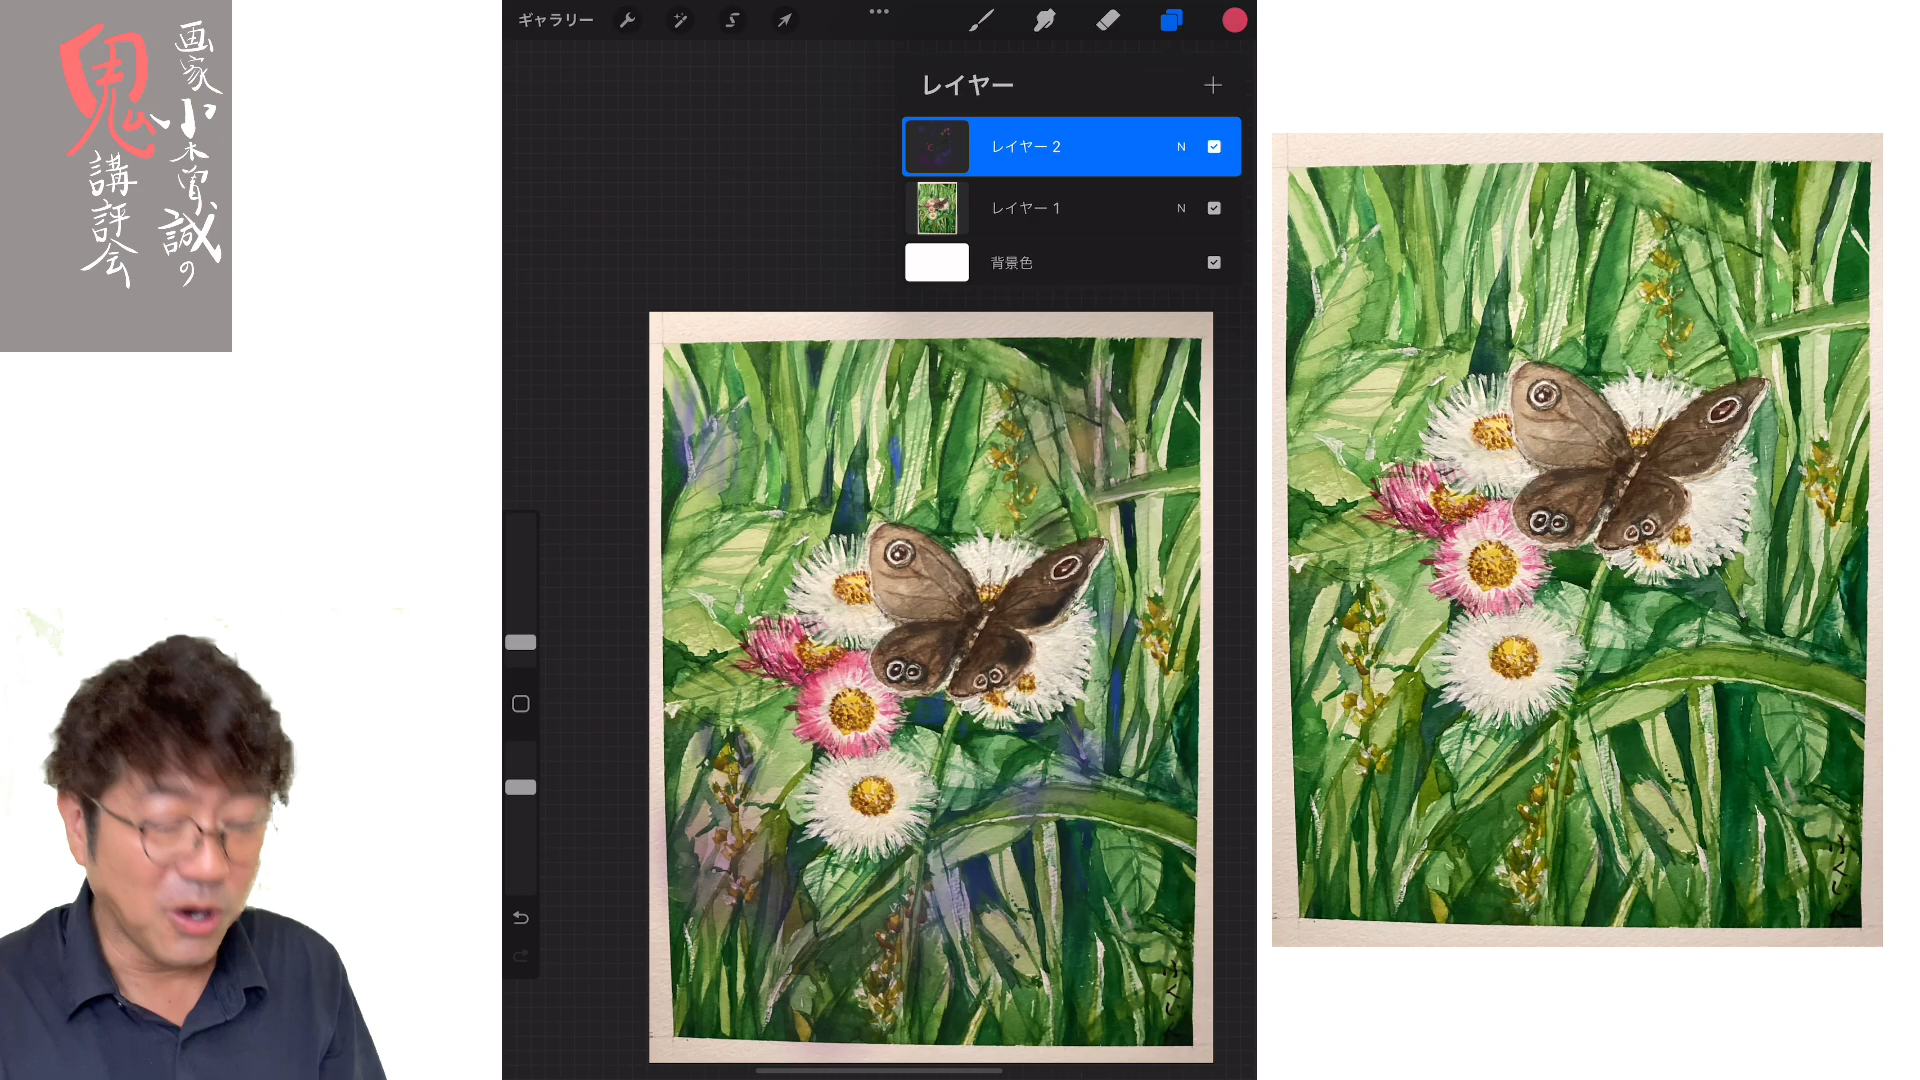 画家小木曽誠の
鬼
講評会
ギャラリー
レイヤー
レイヤー 2
N
レイヤー 1
N
背景色